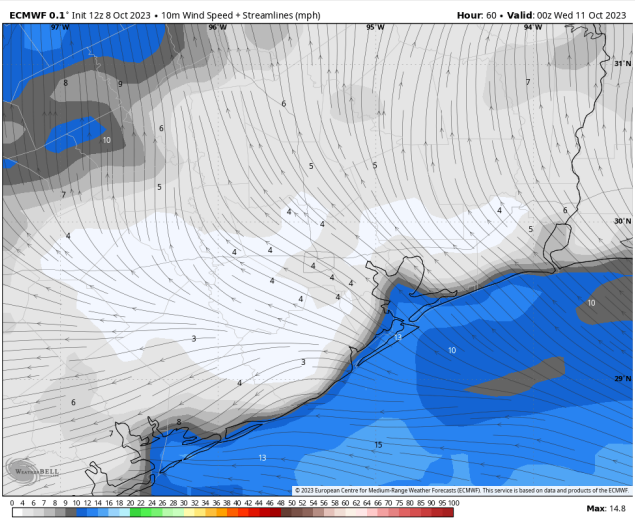 ECMWF 0.1° Init 12z 8 Oct 2023 • 10m Wind Speed + Streamlines (mph)
Hour: 60 • Valid: 00z Wed 11 Oct 2023
97°W 96°W 95°W 94°W
31°N
8 9
6
7
6
10
5 5
5
7
4 4 6
30°N
4
5
4
4 4
4
4
4 4
4 4
10
3
13
10
3
4
29°N
6
8
7
15
13
WEATHERBELL
© 2023 European Centre for Medium-Range Weather Forecasts (ECMWF). This service is based on data and products of the ECMWF.
0 4 6 7 8 9 10 12 14 16 18 20 22 24 26 28 30 32 34 36 38 40 42 44 46 48 50 52 54 56 58 60 65 70 75 80 85 90 95 100
Max: 14.8